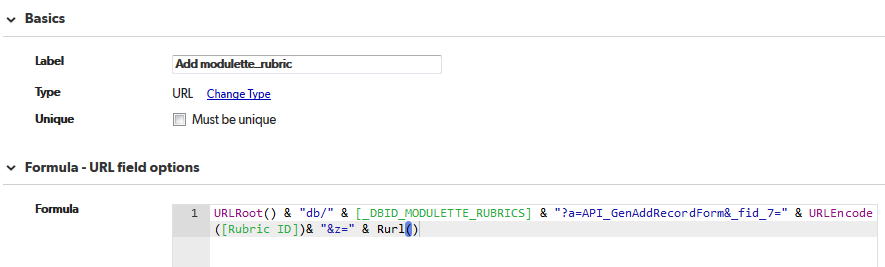 Basics
Label Add modulette_rubric
Type URL Change Type
Unique Must be unique
Formula - URL field options
Formula
1 URLRoot() & "db/" & [_DBID_MODULETTE_RUBRICS] & "?a=API_GenAddRecordForm&_fid_7=" & URLEncode
([Rubric ID])& "&z=" & Rurl()